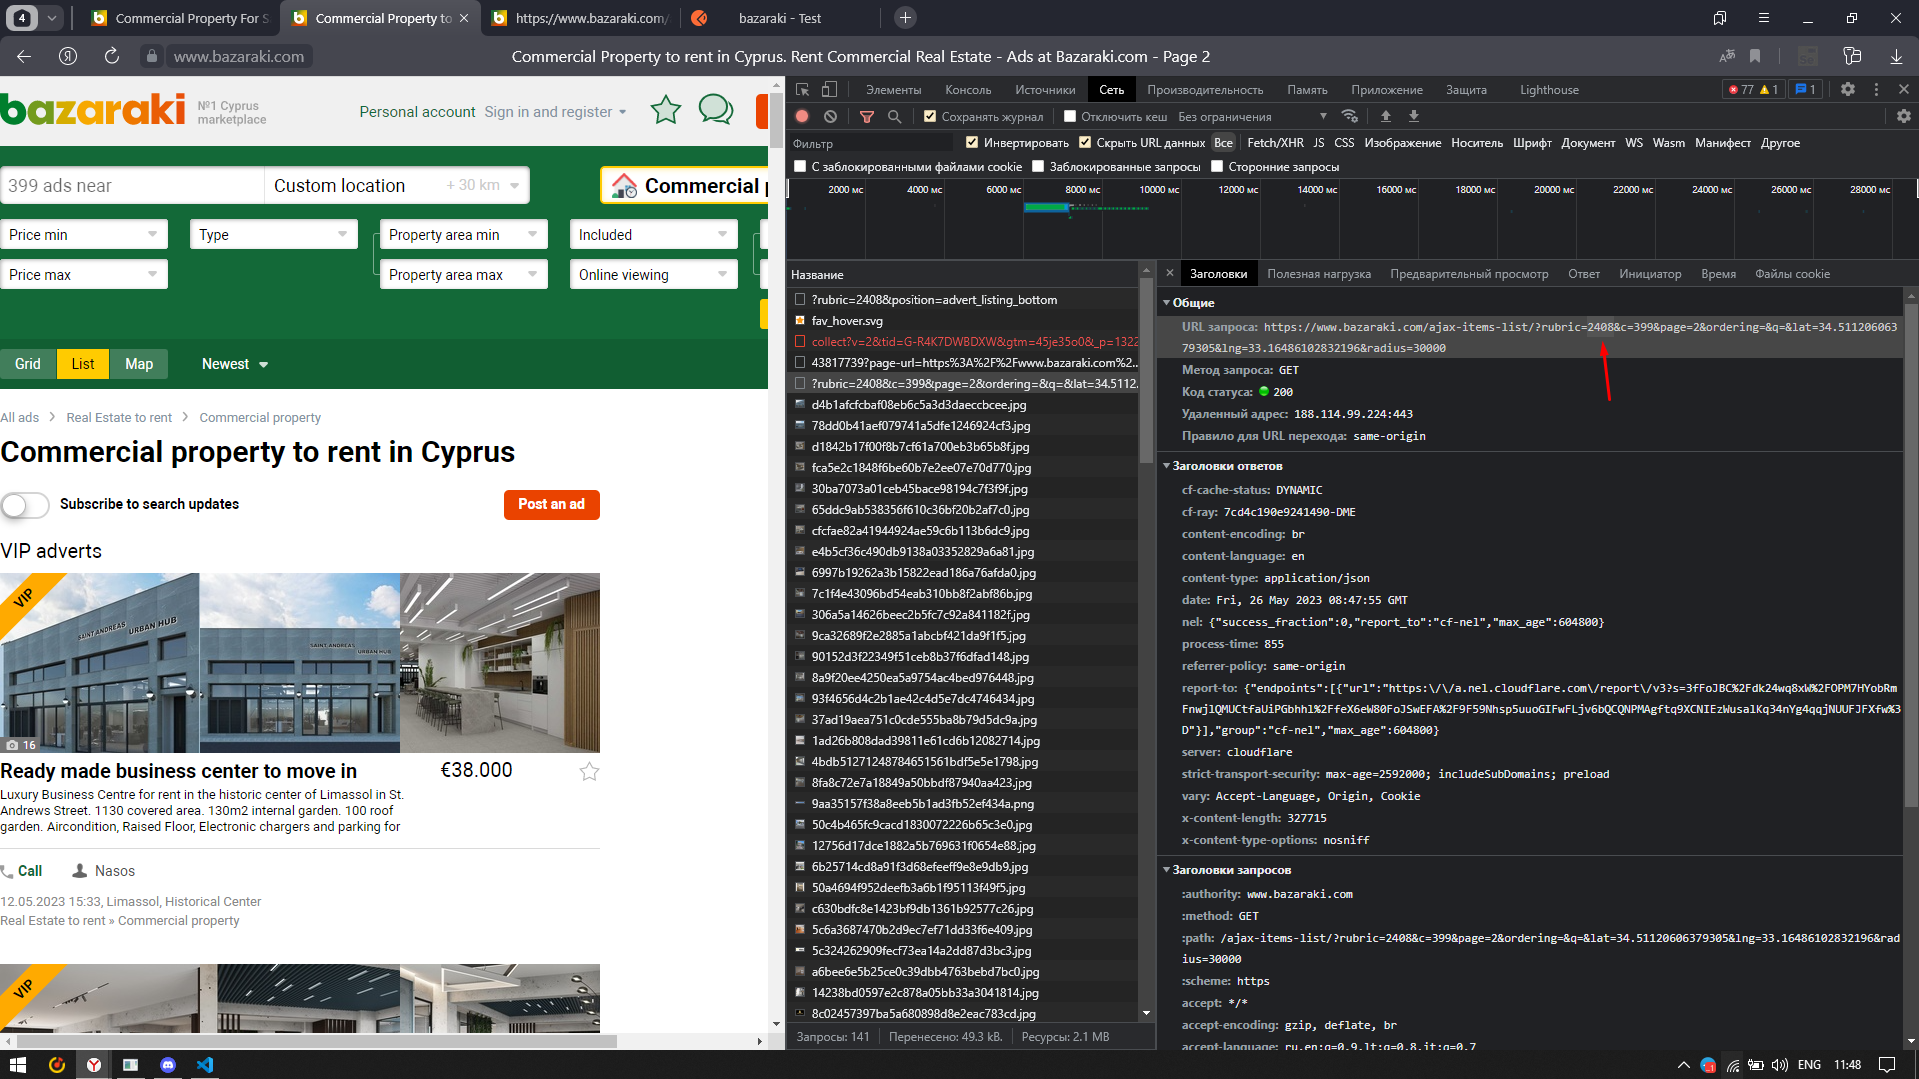 4
Commercial Property For S
Commercial Property to
https://www.bazaraki.com/
bazaraki - Test
www.bazaraki.com
Commercial Property to rent in Cyprus. Rent Commercial Real Estate - Ads at Bazaraki.com - Page 2
bazaraki
№1 Cyprus
marketplace
Personal account
Sign in and register
399 ads near
Custom location
+ 30 km
Commercial p
Price min
Type
Property area min
Included
Price max
Property area max
Online viewing
Grid
List
Map
Newest
All ads
Real Estate to rent
Commercial property
Commercial property to rent in Cyprus
Subscribe to search updates
Post an ad
VIP adverts
VIP
SAINT ANDREAS URBAN HUB
SAINT ANDREAS
URBAN HUB
16
Ready made business center to move in
€38.000
Luxury Business Centre for rent in the historic center of Limassol in St.
Andrews Street. 1130 covered area. 130m2 internal garden. 100 roof
garden. Aircondition, Raised Floor, Electronic chargers and parking for
Call
Nasos
12.05.2023 15:33, Limassol, Historical Center
Real Estate to rent » Commercial property
VIP
Элементы
Консоль
Источники
Сеть
Производительность
Память
Приложение
Защита
Lighthouse
77
1
1
Сохранять журнал
Отключить кеш
Без ограничения
Фильтр
Инвертировать
Скрыть URL данных
Все
Fetch/XHR
JS
CSS
Изображение
Носитель
Шрифт
Документ
WS
Wasm
Манифест
Другое
С заблокированными файлами cookie
Заблокированные запросы
Сторонние запросы
2000 мс
4000 мс
6000 мс
8000 мс
10000 мс
12000 мс
14000 мс
16000 мс
18000 мс
20000 мс
22000 мс
24000 мс
26000 мс
28000 мс
Название
?rubric=2408&position=advert_listing_bottom
fav_hover.svg
collect?v=2&tid=G-R4K7DWBDXW&gtm=45je35o0&_p=1322
43817739?page-url=https%3A%2F%2Fwww.bazaraki.com%2...
?rubric=2408&c=399&page=2&ordering=&q=&lat=34.5112.
d4b1afcfcbaf08eb6c5a3d3daeccbcee.jpg
78dd0b41aef079741a5dfe1246924cf3.jpg
d1842b17f00f8b7cf61a700eb3b65b8f.jpg
fca5e2c1848f6be60b7e2ee07e70d770.jpg
30ba7073a01ceb45bace98194c7f3f9f.jpg
65ddc9ab538356f610c36bf20b2af7c0.jpg
cfcfae82a41944924ae59c6b113b6dc9.jpg
e4b5cf36c490db9138a03352829a6a81.jpg
6997b19262a3b15822ead186a76afda0.jpg
7c1f4e43096bd54eab310bb8f2abf86b.jpg
306a5a14626beec2b5fc7c92a841182f.jpg
9ca32689f2e2885a1abcbf421da9f1f5.jpg
90152d3f22349f51ceb8b37f6dfad148.jpg
8a9f20ee4250ea5a9754ac4bed976448.jpg
93f4656d4c2b1ae42c4d5e7dc4746434.jpg
37ad19aea751c0cde555ba8b79d5dc9a.jpg
1ad26b808dad39811e61cd6b12082714.jpg
4bdb51271248784651561bdf5e5e1798.jpg
8fa8c72e7a18849a50bbdf87940aa423.jpg
9aa35157f38a8eeb5b1ad3fb52ef434a.png
50c4b465fc9cacd1830072226b65c3e0.jpg
12756d17dce1882a5b769631f0654e88.jpg
6b25714cd8a91f3d68efeeff9e8e9db9.jpg
50a4694f952deefb3a6b1f95113f49f5.jpg
c630bdfc8e1423bf9db1361b92577c26.jpg
5c6a3687470b2d9ec7ef71dd33f6e409.jpg
5c324262909fecf73ea14a2dd87d3bc3.jpg
a6bee6e5b25ce0c39dbb4763bebd7bc0.jpg
14238bd0597e2c878a05bb33a3041814.jpg
8c02457397ba5a680898d8e2eac783cd.jpg
Запросы: 141
Перенесено: 49.3 kB.
Ресурсы: 2.1 MB
Заголовки
Полезная нагрузка
Предварительный просмотр
Ответ
Инициатор
Время
Файлы cookie
Общие
URL запроса: https://www.bazaraki.com/ajax-items-list/?rubric=2408&c=399&page=2&ordering=&q=&lat=34.511206063
79305&lng=33.16486102832196&radius=30000
Метод запроса: GET
Код статуса: 200
Удаленный адрес: 188.114.99.224:443
Правило для URL перехода: same-origin
Заголовки ответов
cf-cache-status: DYNAMIC
cf-ray: 7cd4c190e9241490-DME
content-encoding: br
content-language: en
content-type: application/json
date: Fri, 26 May 2023 08:47:55 GMT
nel: {"success_fraction":0,"report_to":"cf-nel","max_age":604800}
process-time: 855
referrer-policy: same-origin
report-to: {"endpoints":[{"url":"https:\/\/a.nel.cloudflare.com\/report\/v3?s=3fFoJBC%2Fdk24wq8xW%2FOPM7HYobRm
FnwjlQMUCtfaUiPGbhhl%2FfeX6eW80FoJSwEFA%2F9F59Nhsp5uuoGIFwFLjv6bQCQNPMAgftq9XCNIEzWusalKq34nYg4qqjNUUFJFXfw%3
D"}],"group":"cf-nel","max_age":604800}
server: cloudflare
strict-transport-security: max-age=2592000; includeSubDomains; preload
vary: Accept-Language, Origin, Cookie
x-content-length: 327715
x-content-type-options: nosniff
Заголовки запросов
:authority: www.bazaraki.com
:method: GET
:path: /ajax-items-list/?rubric=2408&c=399&page=2&ordering=&q=&lat=34.51120606379305&lng=33.16486102832196&rad
ius=30000
:scheme: https
accept: */*
accept-encoding: gzip, deflate, br
accept-language: ru,en;q=0.9,lt;q=0.8,it;q=0.7
ENG
11:48